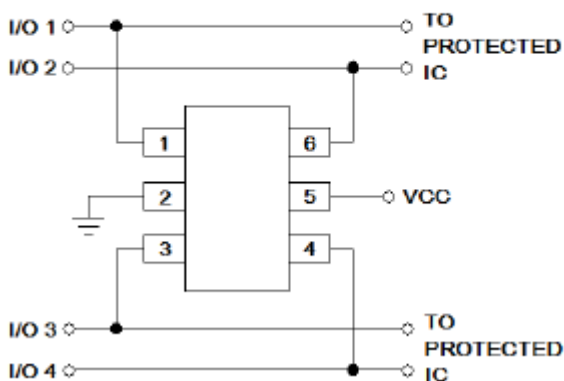 I/O 1
TO
PROTECTED
I/O 2
IC
1
6
2
5
VCC
3
4
I/O 3
TO
PROTECTED
I/O 4
IC